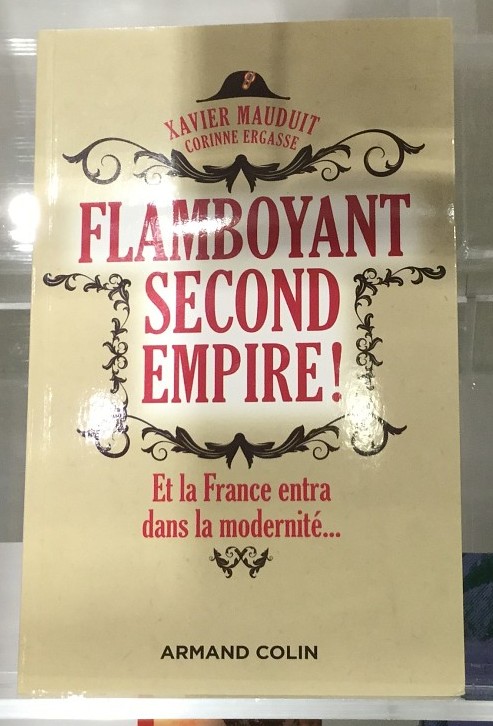 XAVIER MAUDUIT
CORINNE ERGASSE
FLAMBOYANT
SECOND
EMPIRE !
Et la France entra
dans la modernité...
ARMAND COLIN